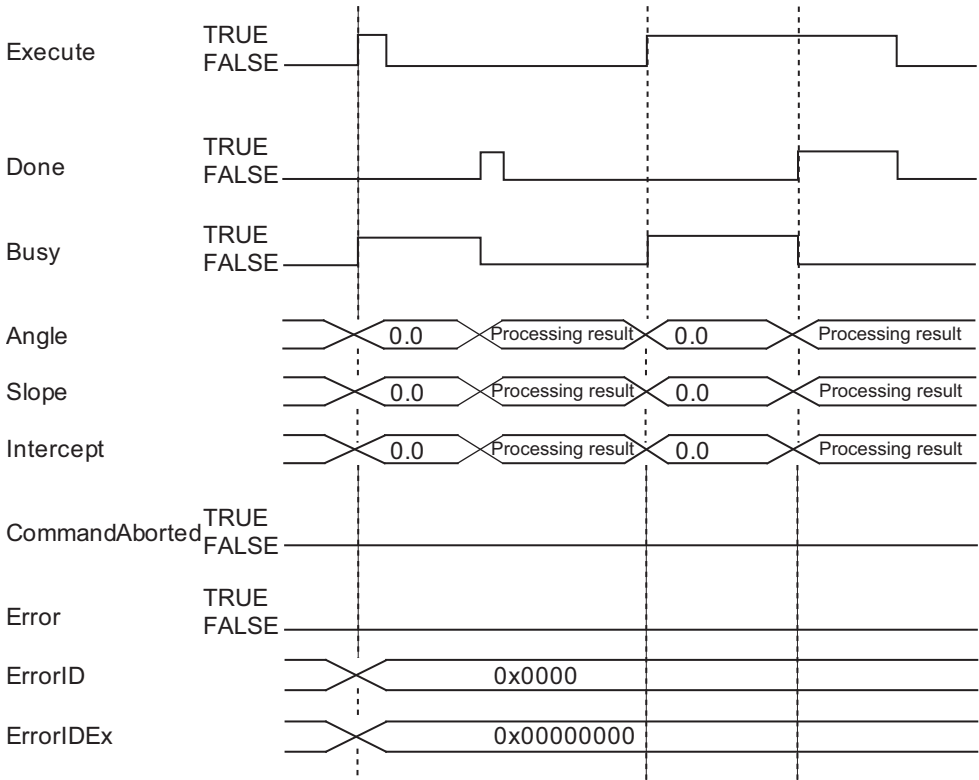 Execute TRUE
FALSE
Done TRUE
FALSE
Busy TRUE
FALSE
Angle 0.0 Processing result 0.0 Processing result
Slope 0.0 Processing result 0.0 Processing result
Intercept 0.0 Processing result 0.0 Processing result
CommandAborted TRUE
FALSE
Error TRUE
FALSE
ErrorID 0x0000
ErrorIDEx 0x00000000